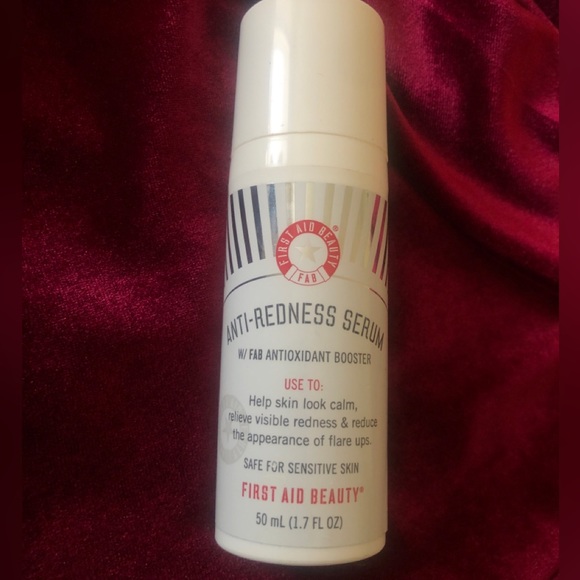 FIRST AID BEAUTY®
FAB
ANTI-REDNESS SERUM
W/ FAB ANTIOXIDANT BOOSTER
USE TO:
Help skin look calm,
relieve visible redness & reduce
the appearance of flare ups.
SAFE FOR SENSITIVE SKIN
FIRST AID BEAUTY®
50 mL (1.7 FL OZ)